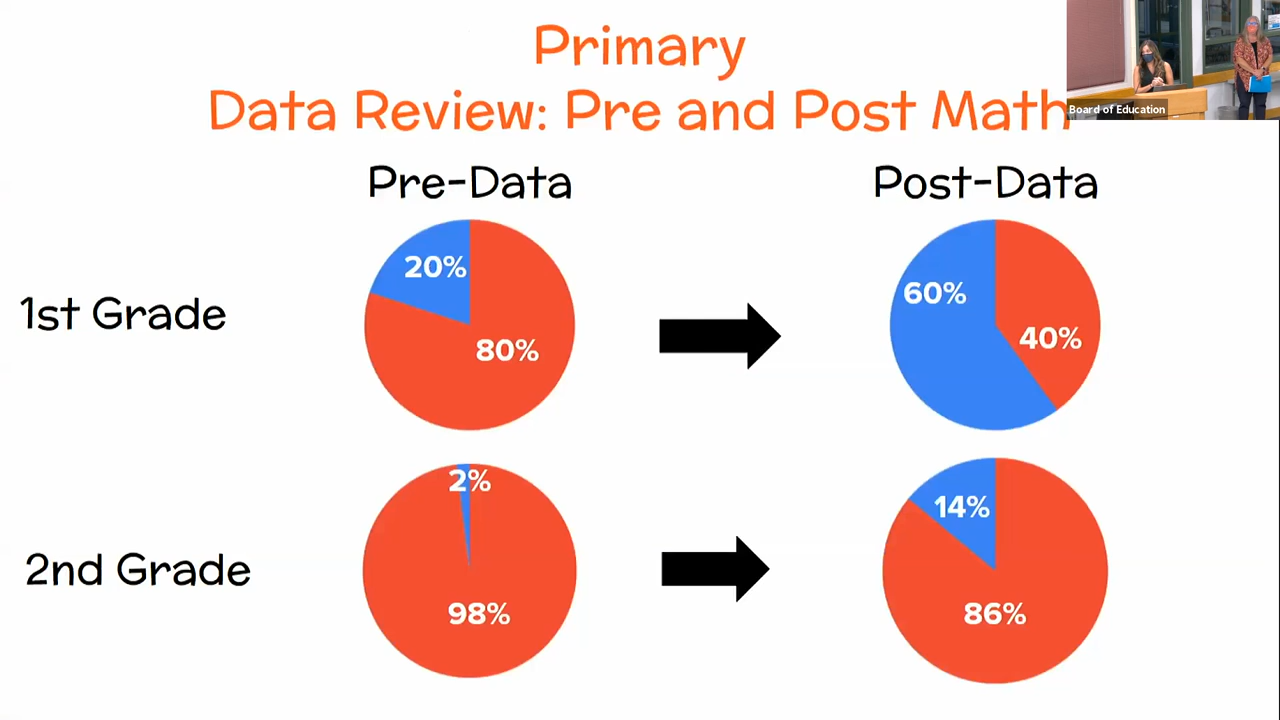 Primary
Data Review: Pre and Post Math
Board of Education
Pre-Data
Post-Data
1st Grade
20%
80%
60%
40%
2nd Grade
2%
98%
14%
86%